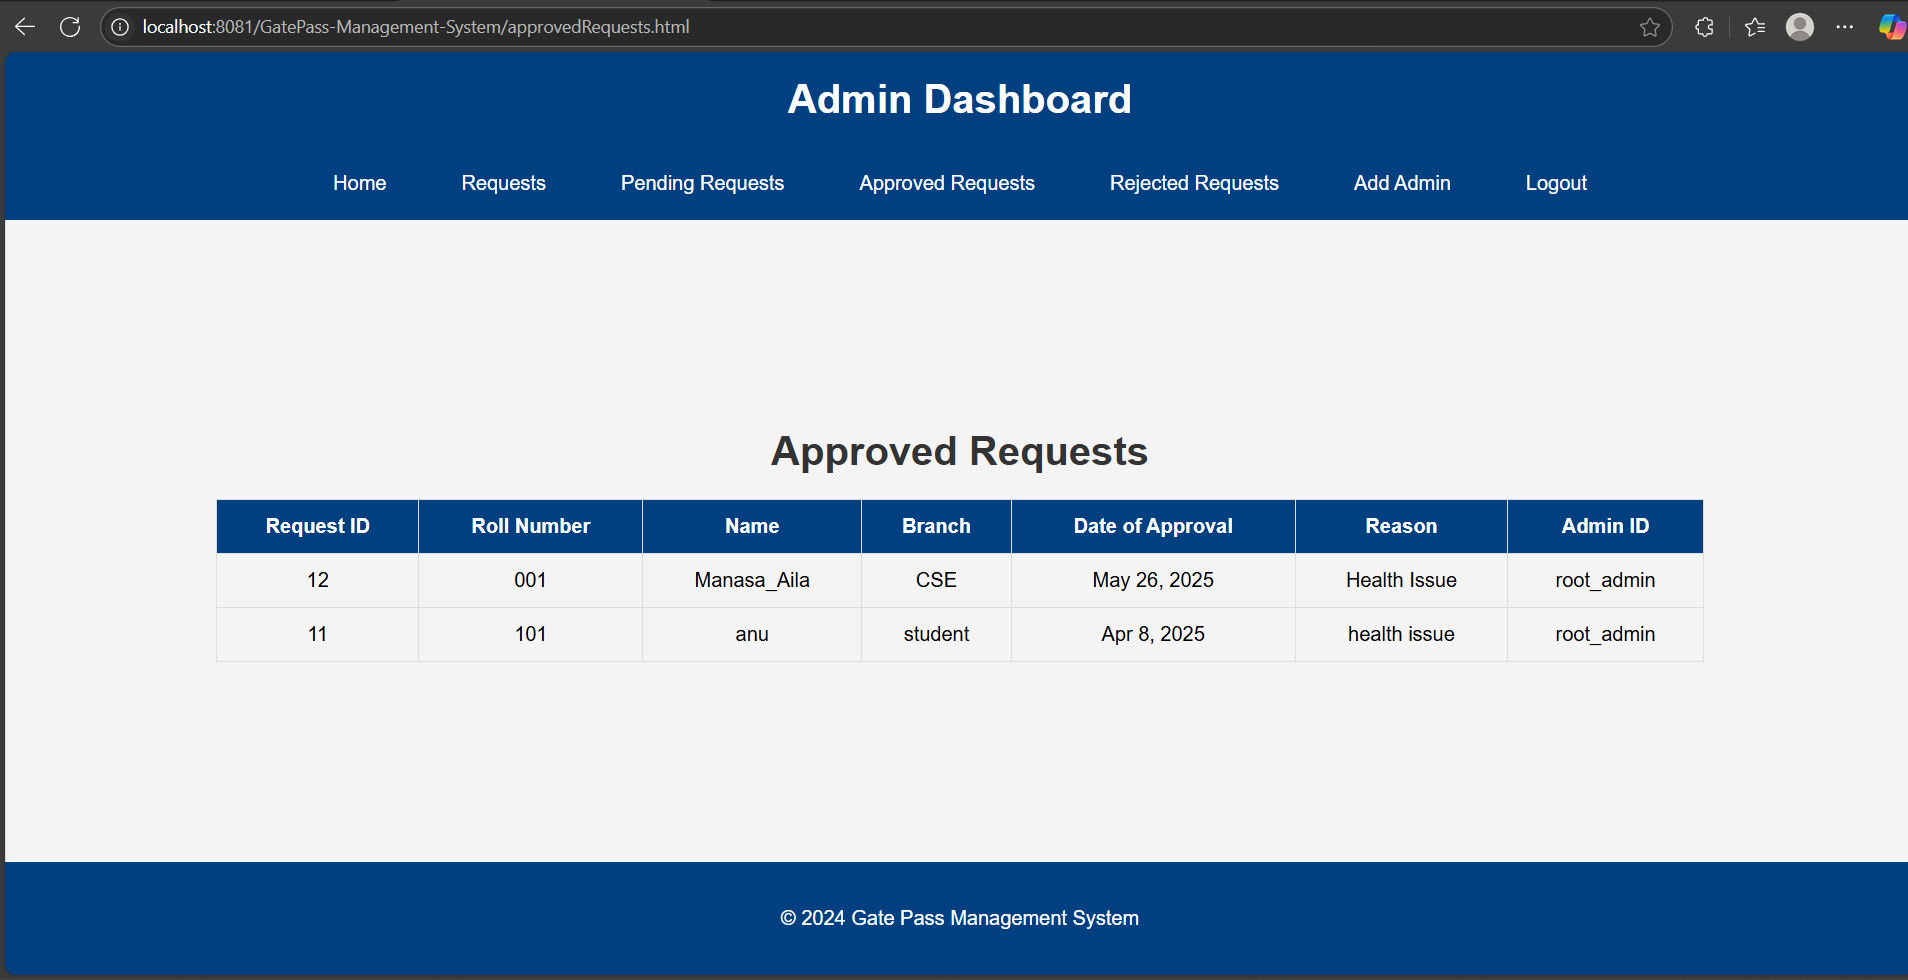 localhost:8081/GatePass-Management-System/approvedRequests.html
Admin Dashboard
Home Requests Pending Requests Approved Requests Rejected Requests Add Admin Logout
Approved Requests
Request ID Roll Number Name Branch Date of Approval Reason Admin ID
12 001 Manasa_Aila CSE May 26, 2025 Health Issue root_admin
11 101 anu student Apr 8, 2025 health issue root_admin
© 2024 Gate Pass Management System